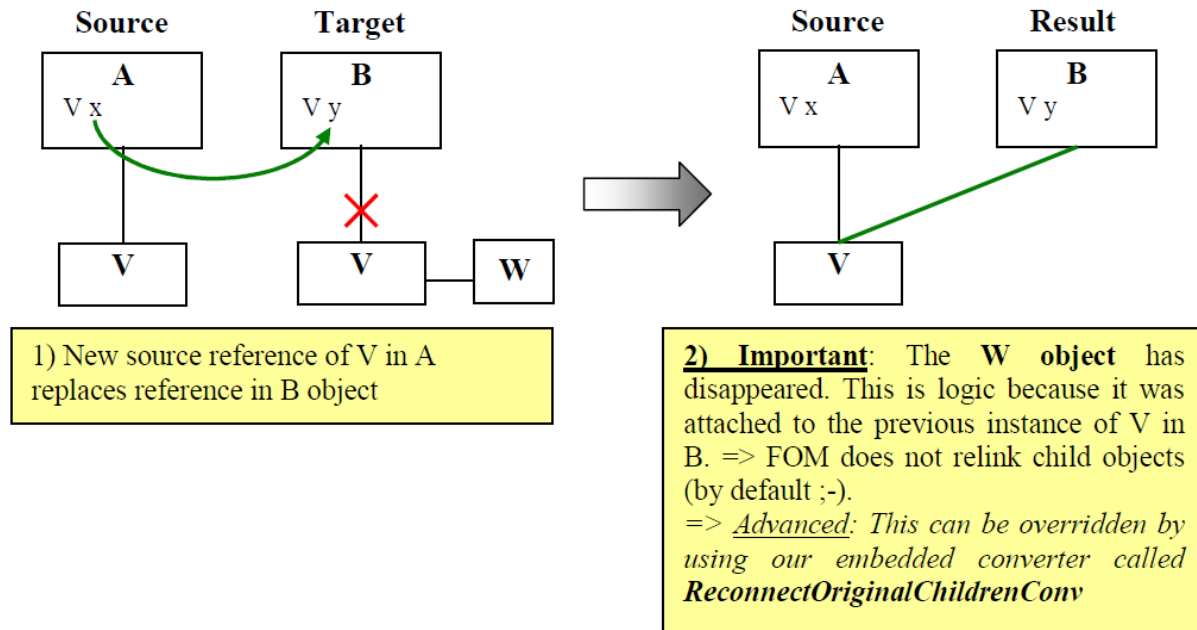 Source
Target
A
V x
B
V y
V
V
W
1) New source reference of V in A
replaces reference in B object
Source
Result
A
V x
B
V y
V
2) Important: The W object has
disappeared. This is logic because it was
attached to the previous instance of V in
B. => FOM does not relink child objects
(by default ;-).
=> Advanced: This can be overridden by
using our embedded converter called
ReconnectOriginalChildrenConv